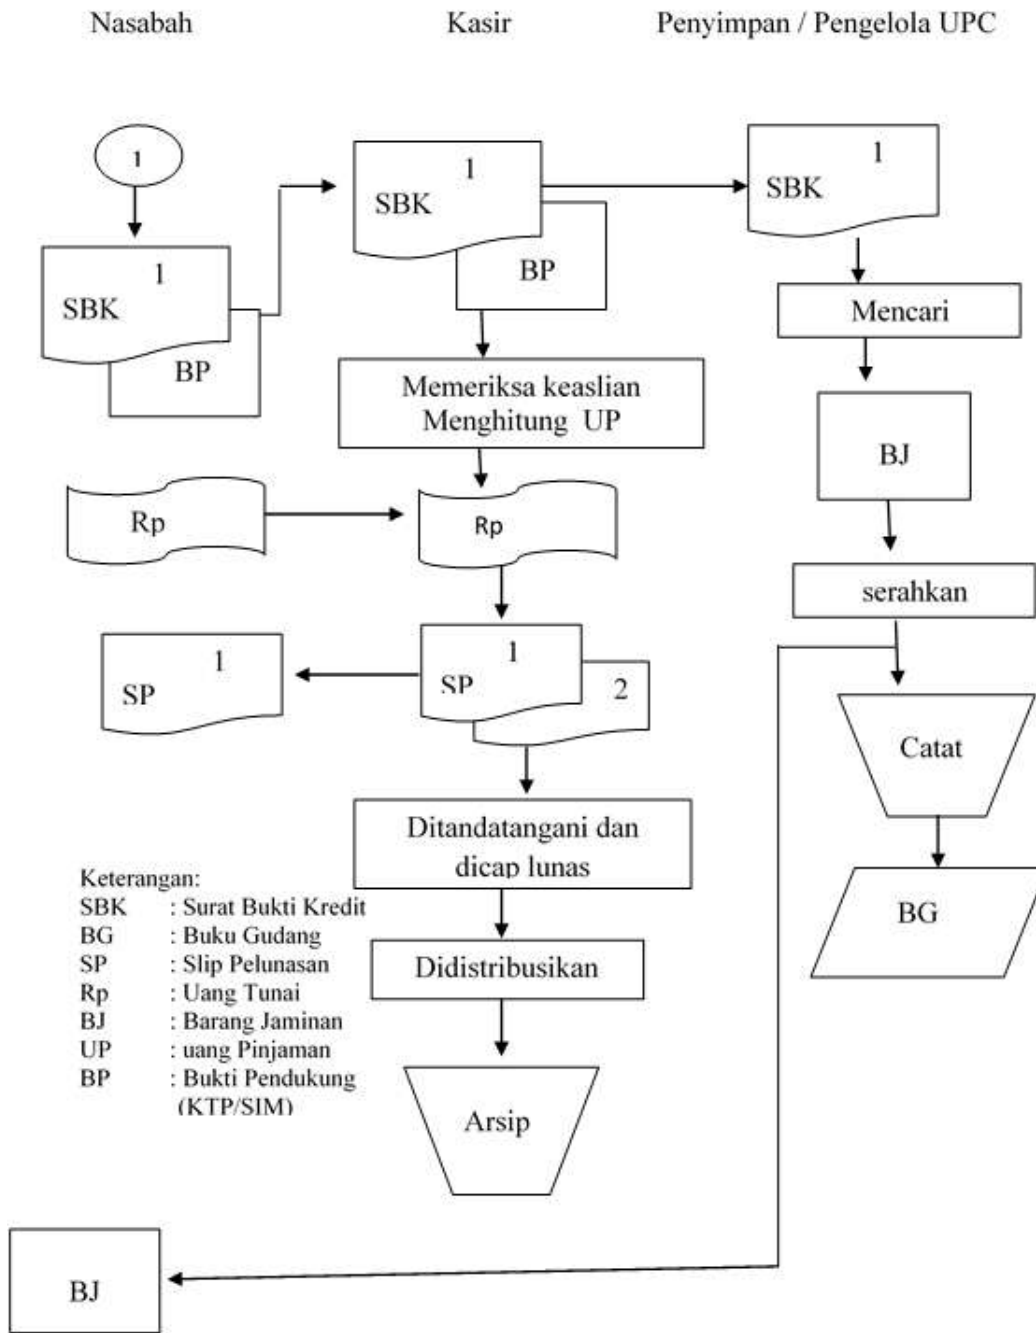 Nasabah
Kasir
Penyimpan / Pengelola UPC
1
1
SBK
BP
1
SBK
BP
1
SBK
Mencari
BJ
Memeriksa keaslian
Menghitung UP
Rp
Rp
serahkan
1
SP
1
SP
2
Catat
BG
Ditandatangani dan
dicap lunas
Didistribusikan
Arsip
Keterangan:
SBK : Surat Bukti Kredit
BG : Buku Gudang
SP : Slip Pelunasan
Rp : Uang Tunai
BJ : Barang Jaminan
UP : uang Pinjaman
BP : Bukti Pendukung
(KTP/SIM)
BJ